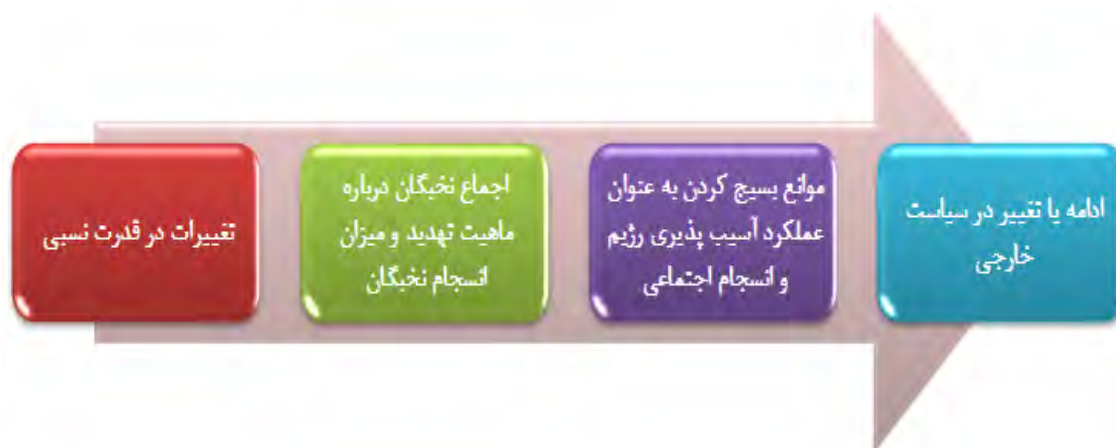 تغییرات در قدرت نسبی
اجماع نخبگان درباره
ماهیت تهدید و میزان
انسجام نخبگان
موانع بسیج کردن به عنوان
عملکرد آسیب پذیری رژیم
و انسجام اجتماعی
ادامه یا تغییر در سیاست
خارجی